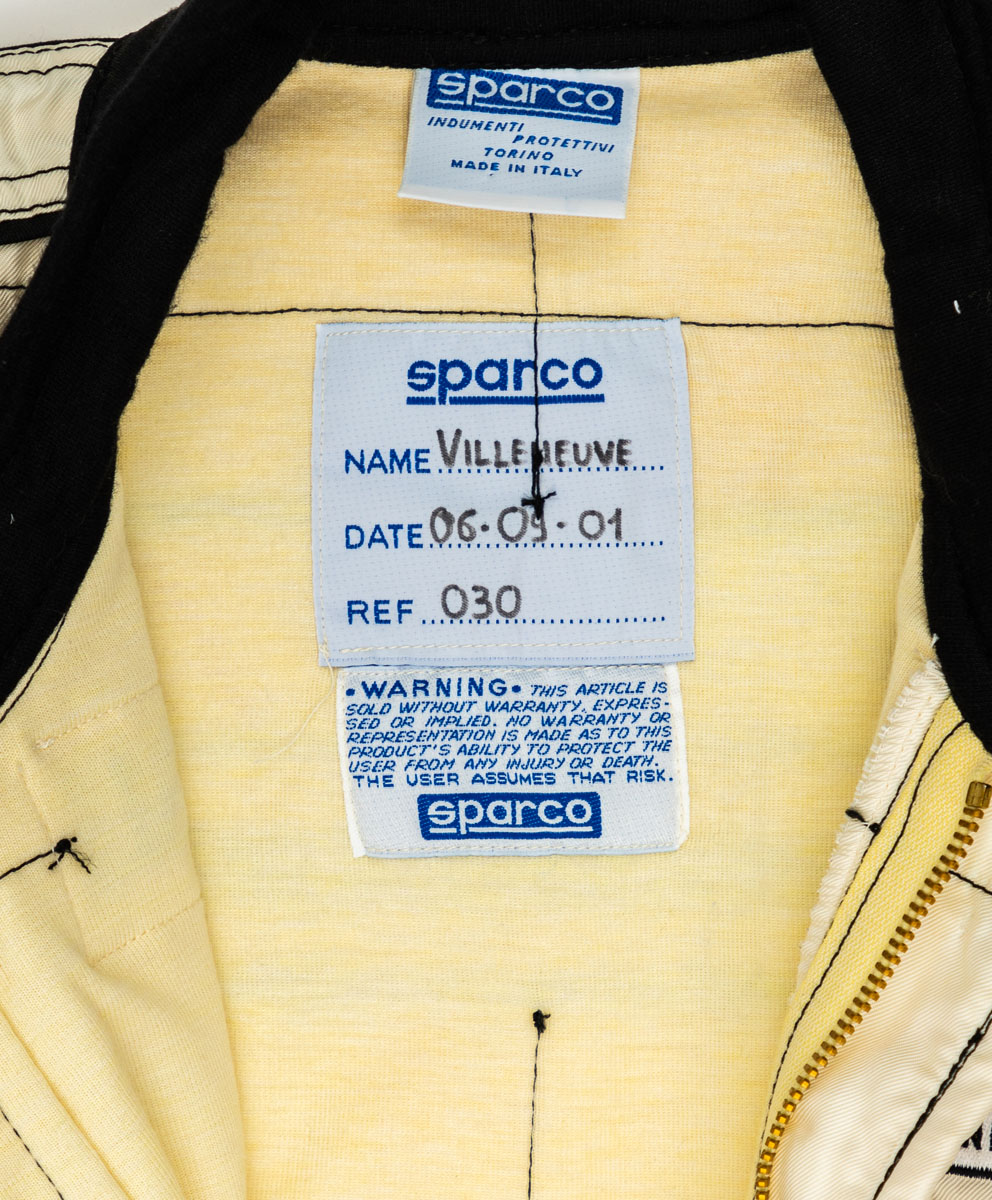 sparco
INDUMENTI
PROTETTIVI
TORINO
MADE IN ITALY
sparco
NAME VILLENEUVE
DATE 06.09.01
REF 030
• WARNING • THIS ARTICLE IS
SOLD WITHOUT WARRANTY, EXPRES-
SED OR IMPLIED. NO WARRANTY OR
REPRESENTATION IS MADE AS TO THIS
PRODUCT'S ABILITY TO PROTECT THE
USER FROM ANY INJURY OR DEATH.
THE USER ASSUMES THAT RISK.
sparco